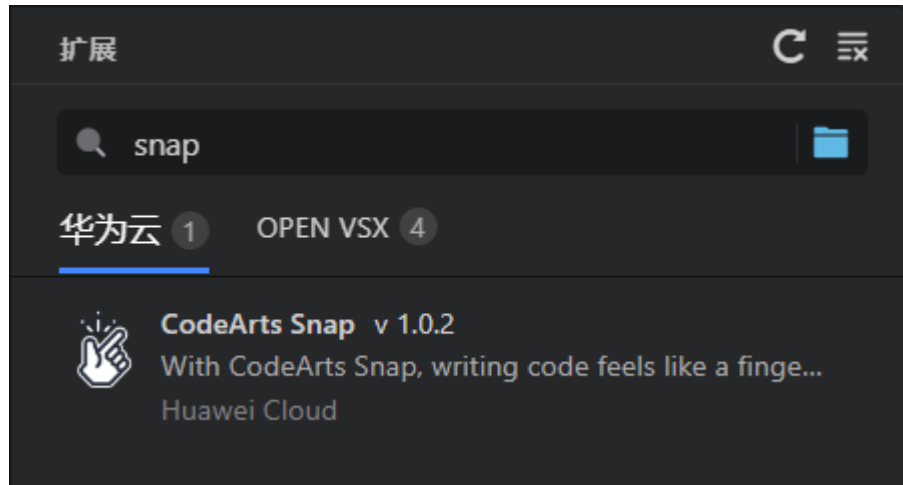 扩展
snap
华为云 1 OPEN VSX 4
CodeArts Snap v 1.0.2
With CodeArts Snap, writing code feels like a finge...
Huawei Cloud